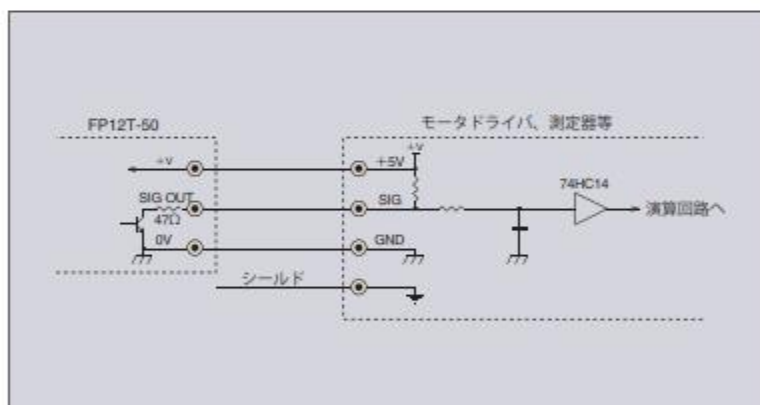 FP12T-50
モータドライバ、測定器等
+V
+V
+5V
74HC14
SIG OUT
SIG
演算回路へ
47Ω
0V
GND
シールド